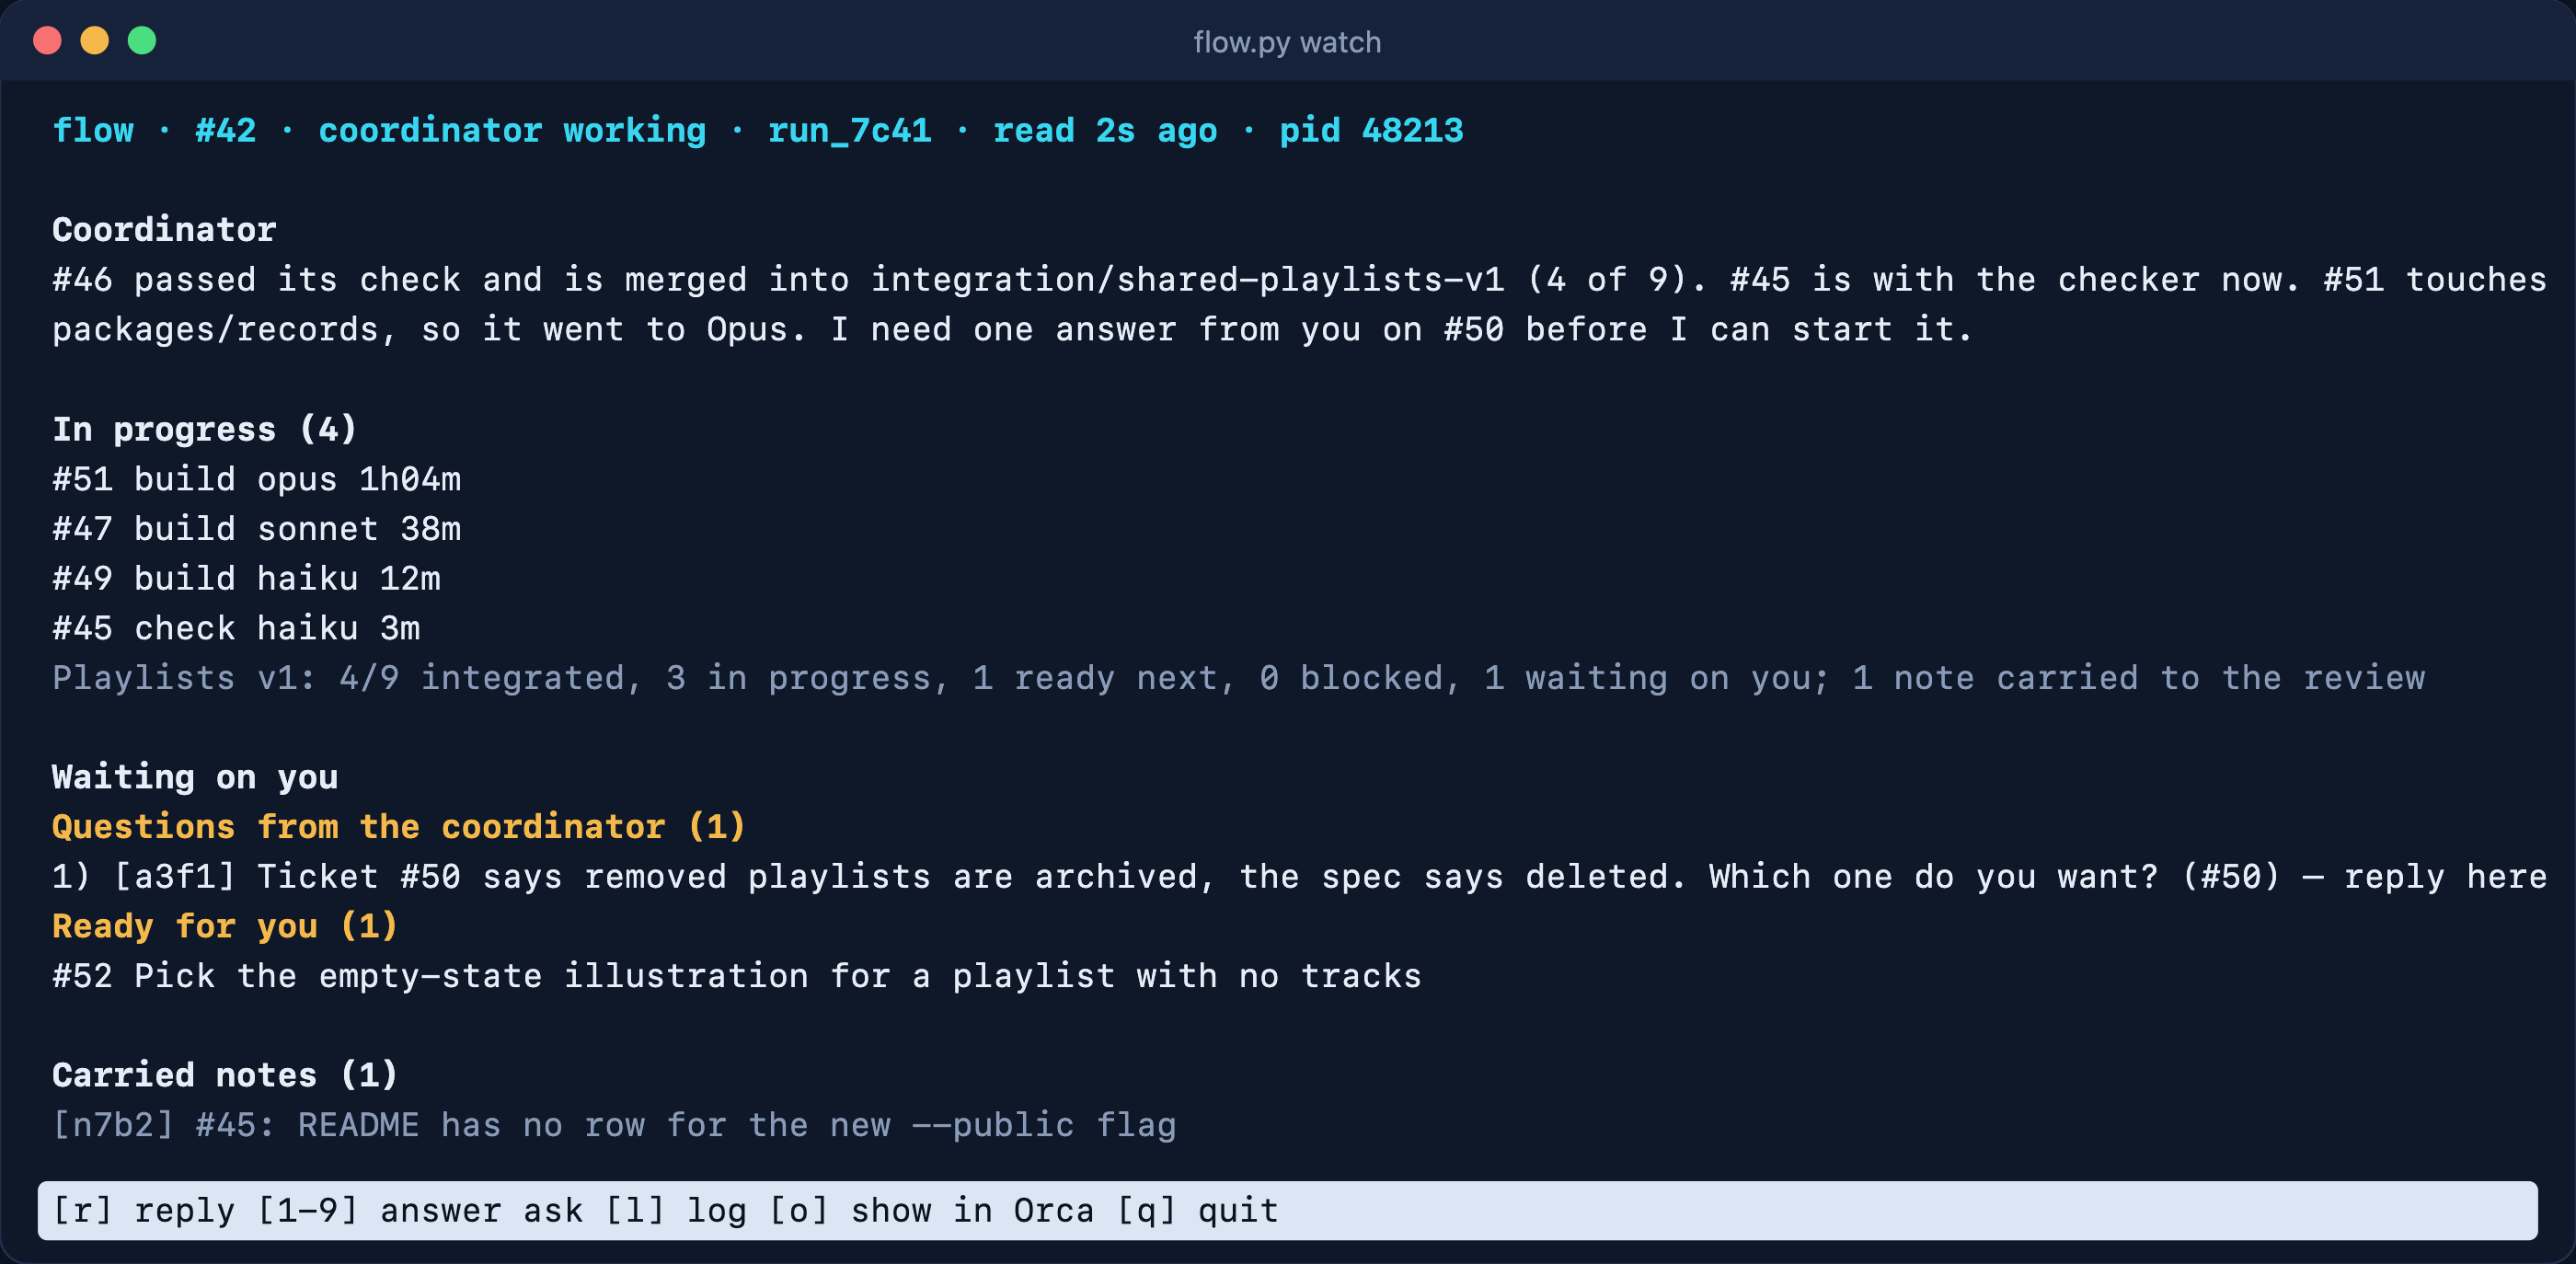 flow.py watch
flow · #42 · coordinator working · run_7c41 · read 2s ago · pid 48213
Coordinator
#46 passed its check and is merged into integration/shared-playlists-v1 (4 of 9). #45 is with the checker now. #51 touches
packages/records, so it went to Opus. I need one answer from you on #50 before I can start it.
In progress (4)
#51 build opus 1h04m
#47 build sonnet 38m
#49 build haiku 12m
#45 check haiku 3m
Playlists v1: 4/9 integrated, 3 in progress, 1 ready next, 0 blocked, 1 waiting on you; 1 note carried to the review
Waiting on you
Questions from the coordinator (1)
1) [a3f1] Ticket #50 says removed playlists are archived, the spec says deleted. Which one do you want? (#50) — reply here
Ready for you (1)
#52 Pick the empty-state illustration for a playlist with no tracks
Carried notes (1)
[n7b2] #45: README has no row for the new --public flag
[r] reply [1-9] answer ask [l] log [o] show in Orca [q] quit